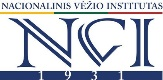 NACIONALINIS VĖŽIO INSTITUTAS
NCI
1931